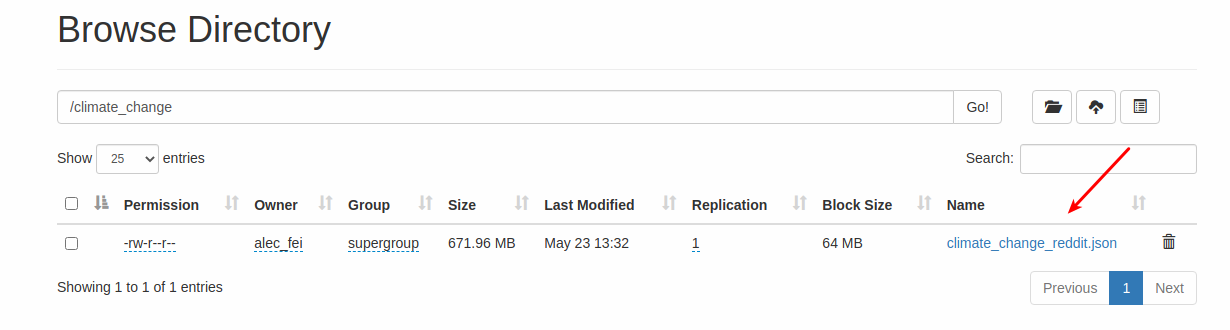 Browse Directory
/climate_change Go!
Show 25 entries Search:
Permission Owner Group Size Last Modified Replication Block Size Name
-rw-r--r-- alec_fei supergroup 671.96 MB May 23 13:32 1 64 MB climate_change_reddit.json
Showing 1 to 1 of 1 entries Previous 1 Next